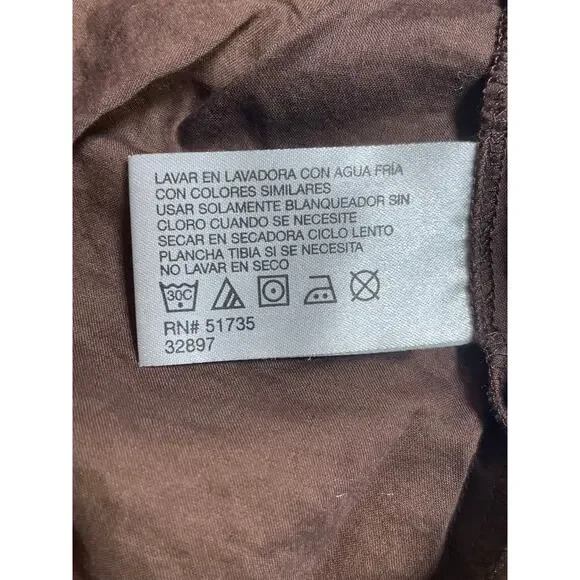 LAVAR EN LAVADORA CON AGUA FRÍA
CON COLORES SIMILARES
USAR SOLAMENTE BLANQUEADOR SIN
CLORO CUANDO SE NECESITE
SECAR EN SECADORA CICLO LENTO
PLANCHA TIBIA SI SE NECESITE
NO LAVAR EN SECO
30C
RN# 51735
32897